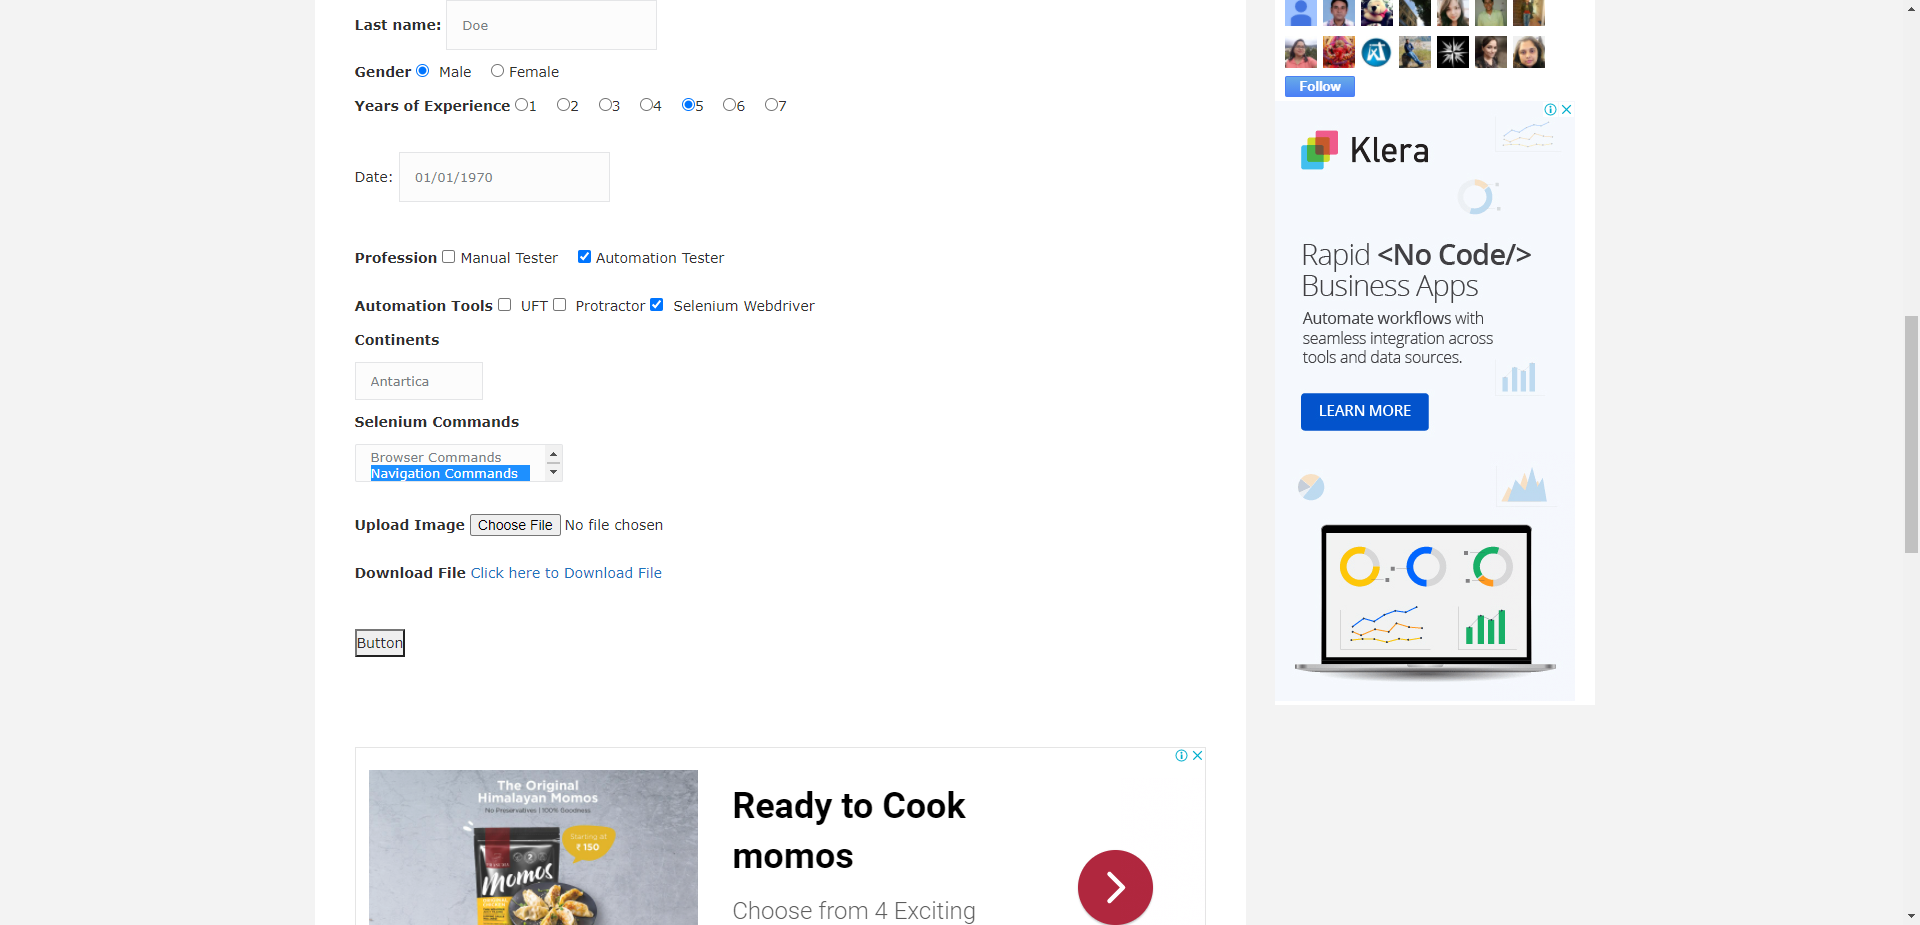 Last name: Doe
Gender Male Female
Years of Experience 1 2 3 4 5 6 7
Date: 01/01/1970
Profession Manual Tester Automation Tester
Automation Tools UFT Protractor Selenium Webdriver
Continents
Antartica
Selenium Commands
Browser Commands
Navigation Commands
Upload Image Choose File No file chosen
Download File Click here to Download File
Button
The Original
Himalayan Momos
No Preservatives | 100% Goodness
Starting at
₹ 150
Momos
Ready to Cook
momos
Choose from 4 Exciting
Follow
Klera
Rapid <No Code/>
Business Apps
Automate workflows with
seamless integration across
tools and data sources.
LEARN MORE